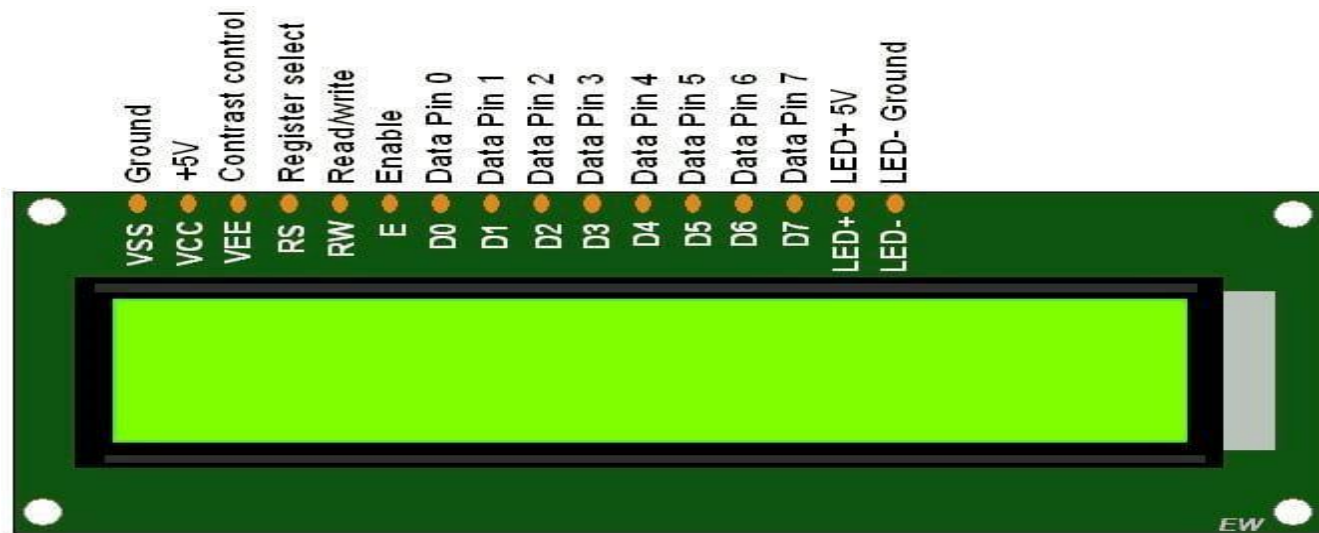 Ground
+5V
Contrast control
Register select
Read/write
Enable
Data Pin 0
Data Pin 1
Data Pin 2
Data Pin 3
Data Pin 4
Data Pin 5
Data Pin 6
Data Pin 7
LED+ 5V
LED- Ground
VSS
VCC
VEE
RS
RW
E
D0
D1
D2
D3
D4
D5
D6
D7
LED+
LED-
EW